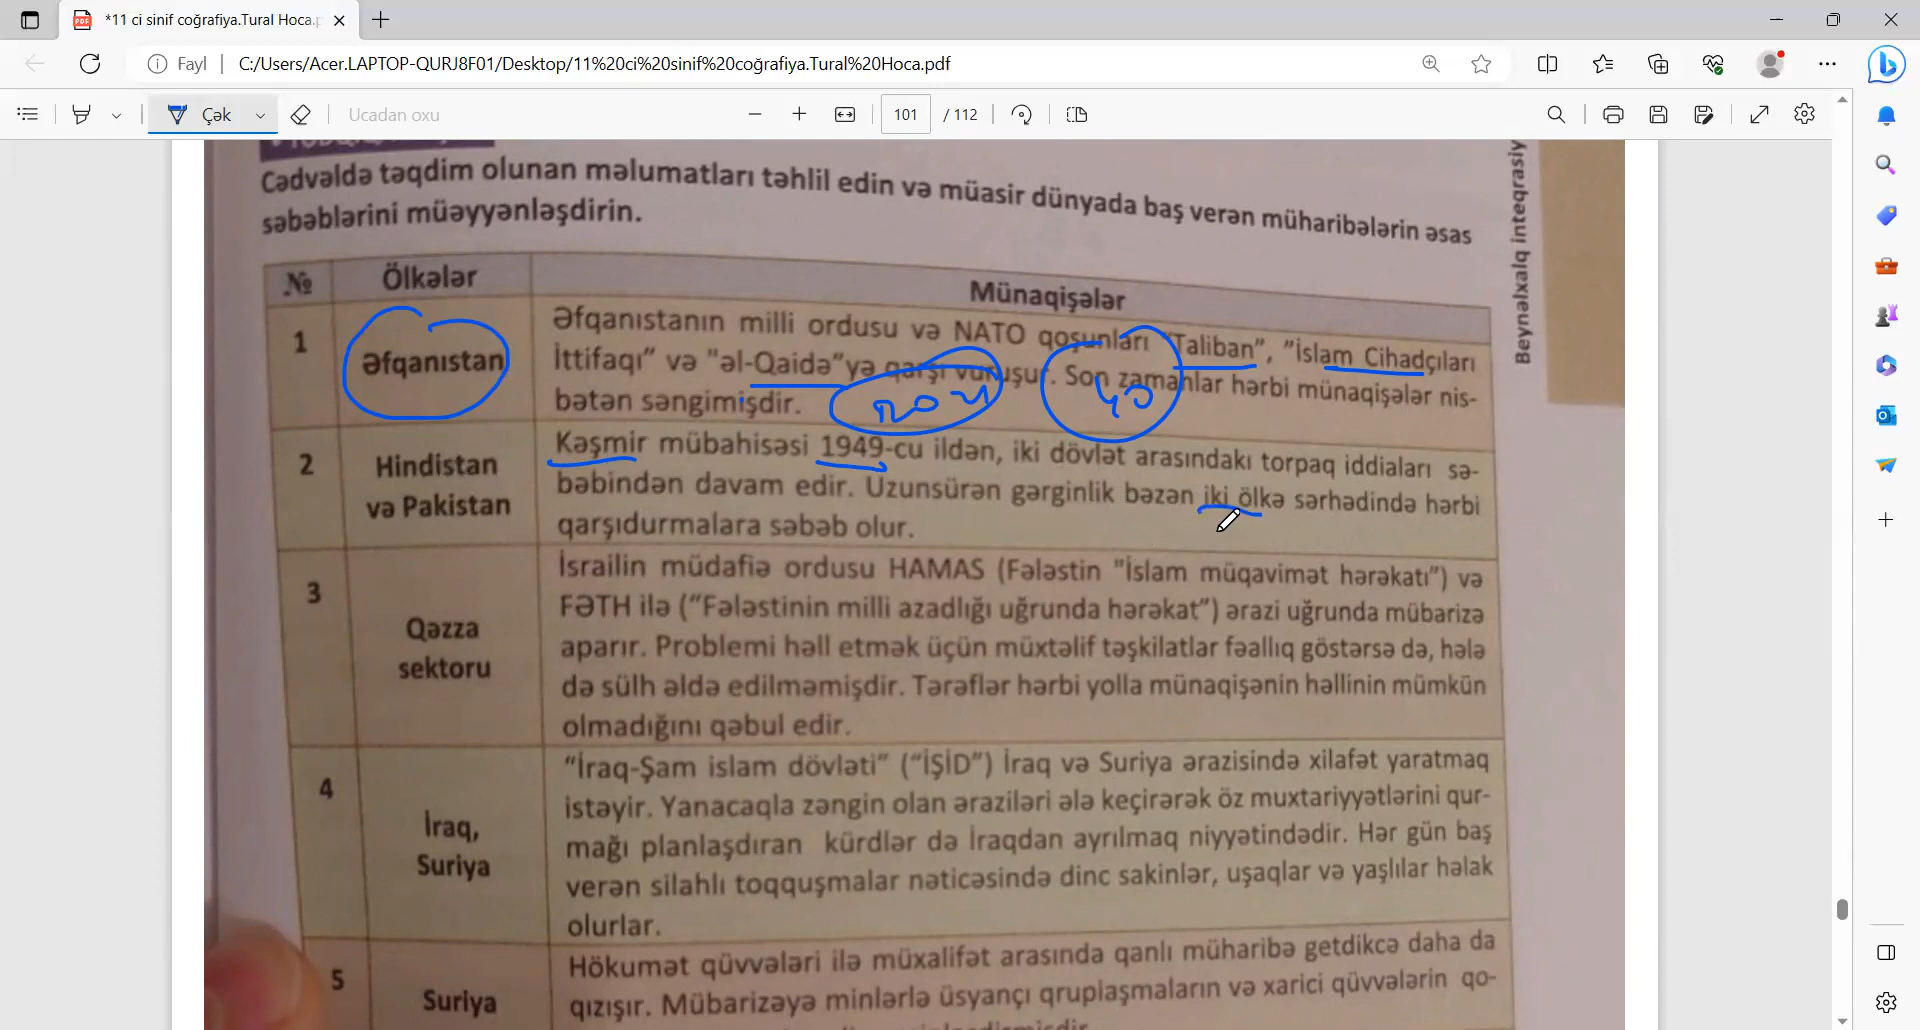 *11 ci sinif coğrafiya.Tural Hoca.p
Fayl
C:/Users/Acer.LAPTOP-QURJ8F01/Desktop/11%20ci%20sinif%20coğrafiya.Tural%20Hoca.pdf
Çək
Ucadan oxu
101 / 112
Cədvəldə təqdim olunan məlumatları təhlil edin və müasir dünyada baş verən müharibələrin əsas
səbəblərini müəyyənləşdirin.
Beynəlxalq inteqrasiy
№ Ölkələr Münaqişələr
1 Əfqanıstan
Əfqanıstanın milli ordusu və NATO qoşunları "Taliban", "İslam Cihadçıları
İttifaqı" və "əl-Qaidə"yə qarşı vuruşur. Son zamanlar hərbi münaqişələr nis-
bətən səngimişdir.
2021
40
2 Hindistan
və Pakistan
Kəşmir mübahisəsi 1949-cu ildən, iki dövlət arasındakı torpaq iddiaları sə-
bəbindən davam edir. Uzunsürən gərginlik bəzən iki ölkə sərhədində hərbi
qarşıdurmalara səbəb olur.
3 Qəzza
sektoru
İsrailin müdafiə ordusu HAMAS (Fələstin "İslam müqavimət hərəkatı") və
FƏTH ilə ("Fələstinin milli azadlığı uğrunda hərəkat") ərazi uğrunda mübarizə
aparır. Problemi həll etmək üçün müxtəlif təşkilatlar fəallıq göstərsə də, hələ
də sülh əldə edilməmişdir. Tərəflər hərbi yolla münaqişənin həllinin mümkün
olmadığını qəbul edir.
4 İraq,
Suriya
"İraq-Şam islam dövləti" ("İŞİD") İraq və Suriya ərazisində xilafət yaratmaq
istəyir. Yanacaqla zəngin olan əraziləri ələ keçirərək öz muxtariyyətlərini qur-
mağı planlaşdıran kürdlər də İraqdan ayrılmaq niyyətindədir. Hər gün baş
verən silahlı toqquşmalar nəticəsində dinc sakinlər, uşaqlar və yaşlılar həlak
olurlar.
5 Suriya
Hökumət qüvvələri ilə müxalifət arasında qanlı müharibə getdikcə daha da
qızışır. Mübarizəyə minlərlə üsyançı qruplaşmaların və xarici qüvvələrin qo-